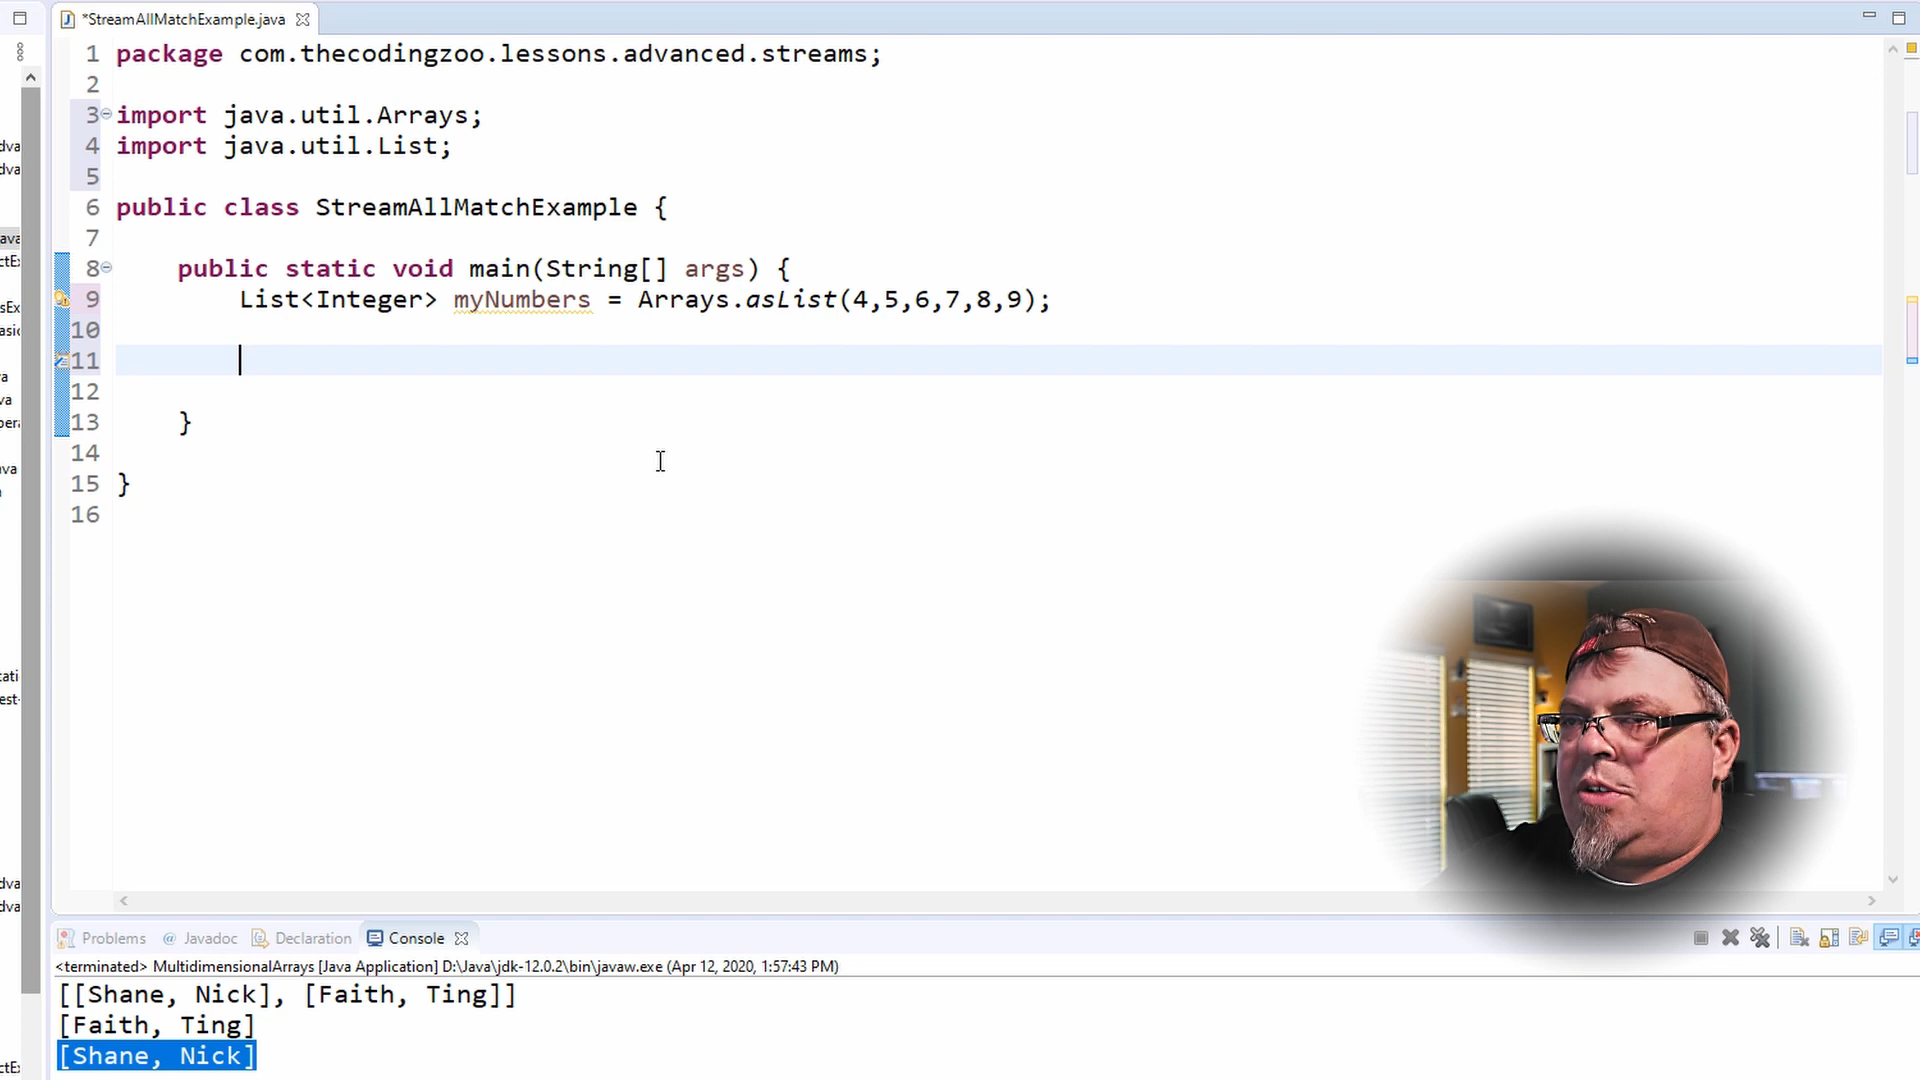 *StreamAllMatchExample.java
1 package com.thecodingzoo.lessons.advanced.streams;
2
3 import java.util.Arrays;
4 import java.util.List;
5
6 public class StreamAllMatchExample {
7
8 public static void main(String[] args) {
9 List<Integer> myNumbers = Arrays.asList(4,5,6,7,8,9);
10
11
12
13 }
14
15 }
16
Problems Javadoc Declaration Console
<terminated> MultidimensionalArrays [Java Application] D:\Java\jdk-12.0.2\bin\javaw.exe (Apr 12, 2020, 1:57:43 PM)
[[Shane, Nick], [Faith, Ting]]
[Faith, Ting]
[Shane, Nick]